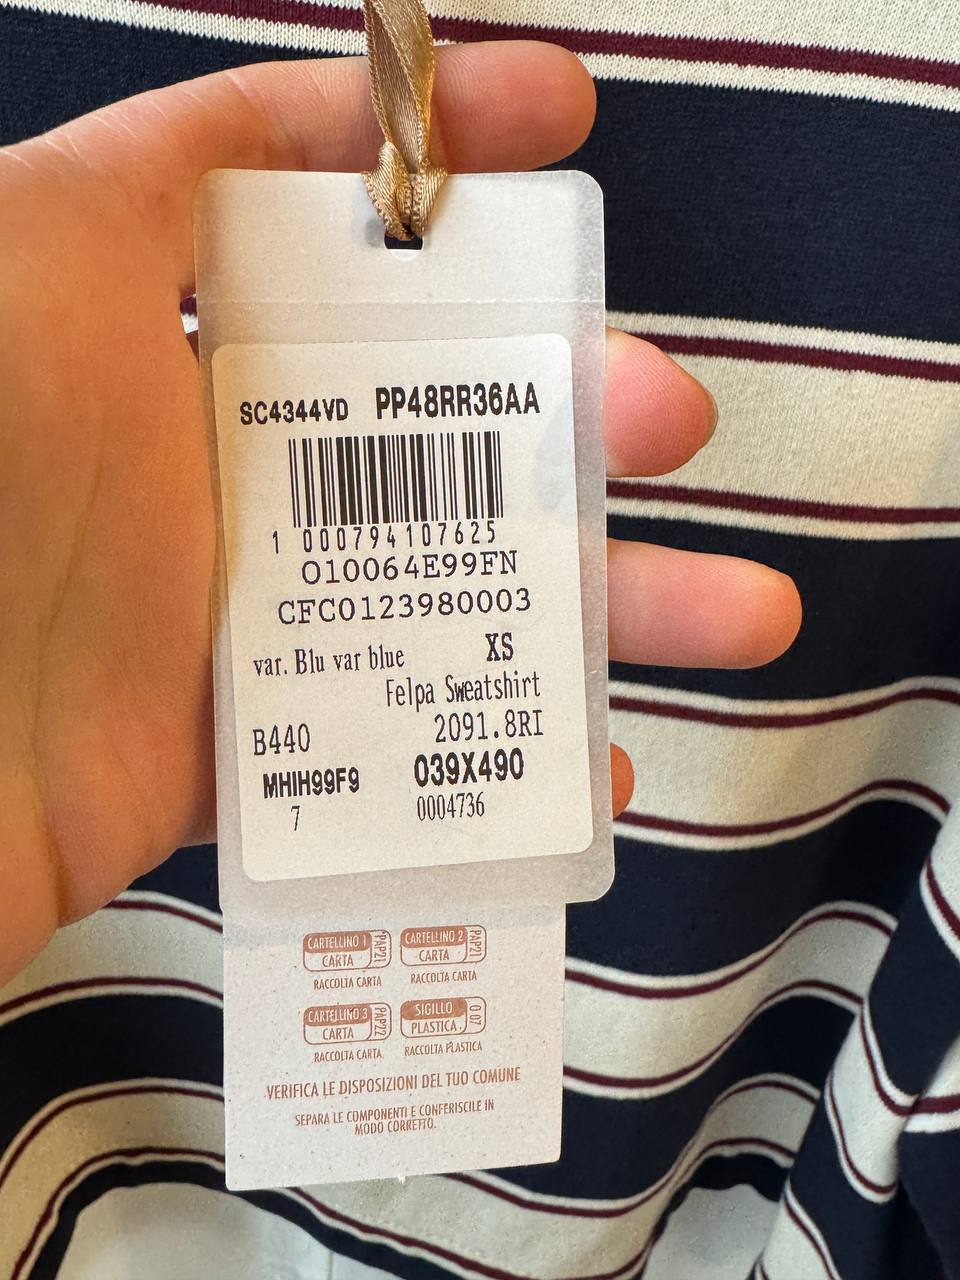 SC4344VD PP48RR36AA
1 000794107625
O10064E99FN
CFC0123980003
var. Blu var blue XS
Felpa Sweatshirt
B440 2091.8RI
MHIH99F9 039X490
7 0004736
CARTELLINO 1 CARTA PAP21 CARTELLINO 2 CARTA PAP21
RACCOLTA CARTA RACCOLTA CARTA
CARTELLINO 3 CARTA PAP22 SIGILLO PLASTICA O 07
RACCOLTA CARTA RACCOLTA PLASTICA
VERIFICA LE DISPOSIZIONI DEL TUO COMUNE
SEPARA LE COMPONENTI E CONFERISCILE IN
MODO CORRETTO.